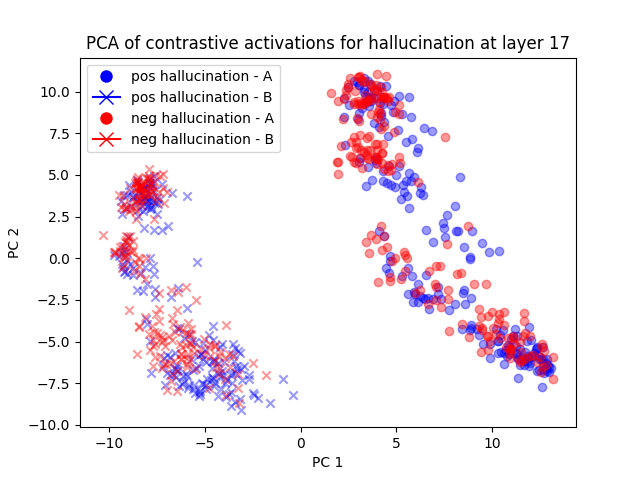 PCA of contrastive activations for hallucination at layer 17
pos hallucination - A
pos hallucination - B
neg hallucination - A
neg hallucination - B
10.0
7.5
5.0
2.5
0.0
−2.5
−5.0
−7.5
−10.0
PC 2
−10
−5
0
5
10
PC 1